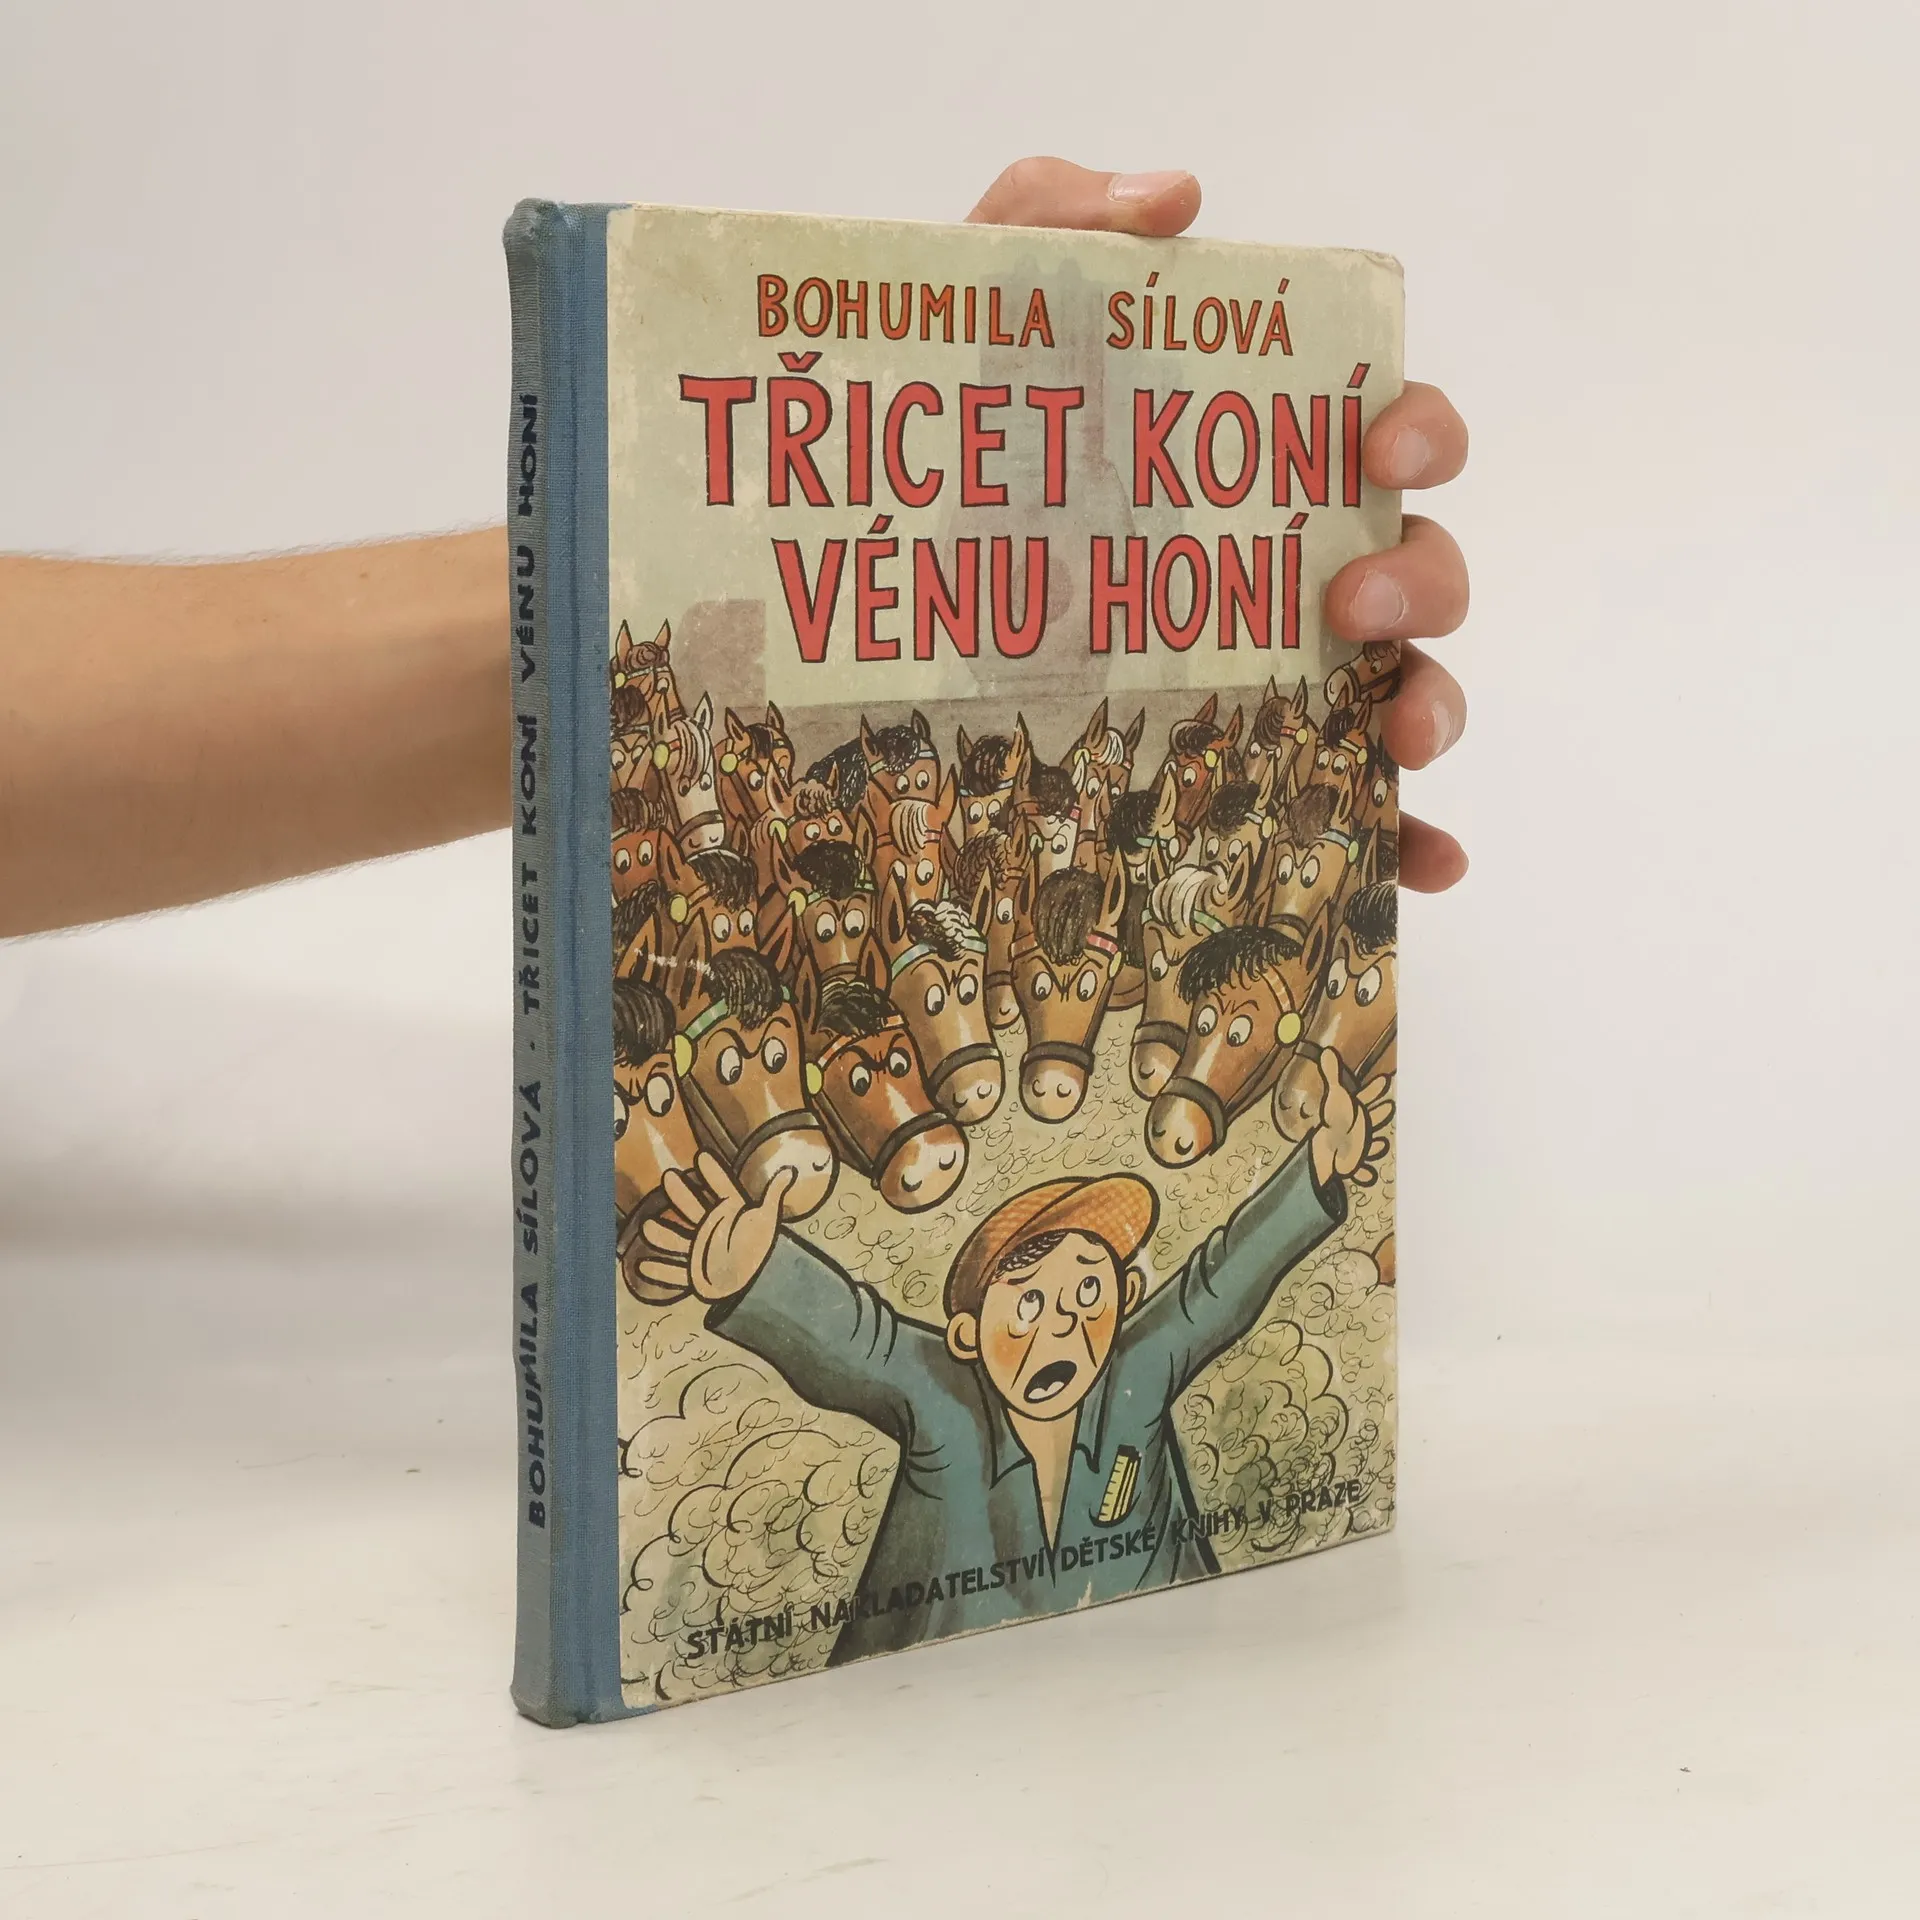 BOHUMILA SÍLOVÁ · TŘICET KONÍ VÉNU HONÍ
BOHUMILA SÍLOVÁ
TŘICET KONÍ
VÉNU HONÍ
STÁTNÍ NAKLADATELSTVÍ DĚTSKÉ KNIHY V PRAZE